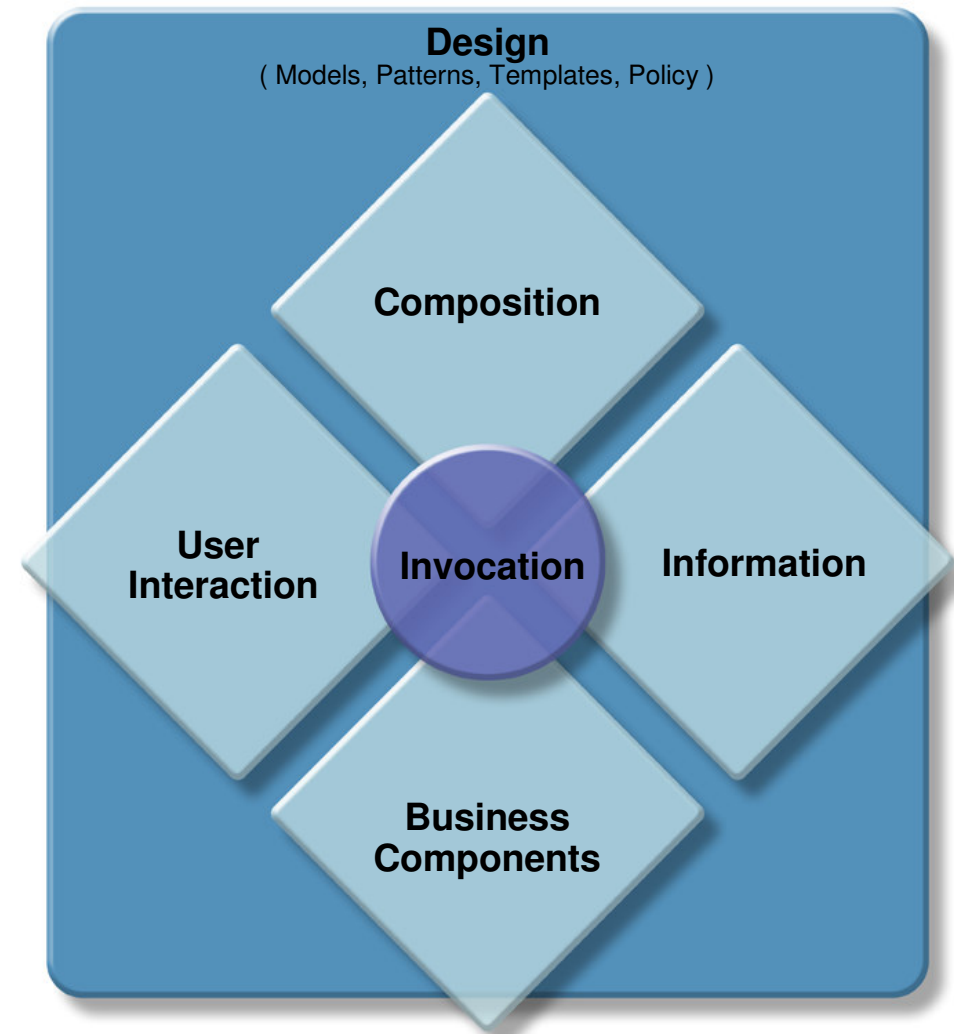 Design
( Models, Patterns, Templates, Policy )
Composition
User
Interaction
Invocation
Information
Business
Components